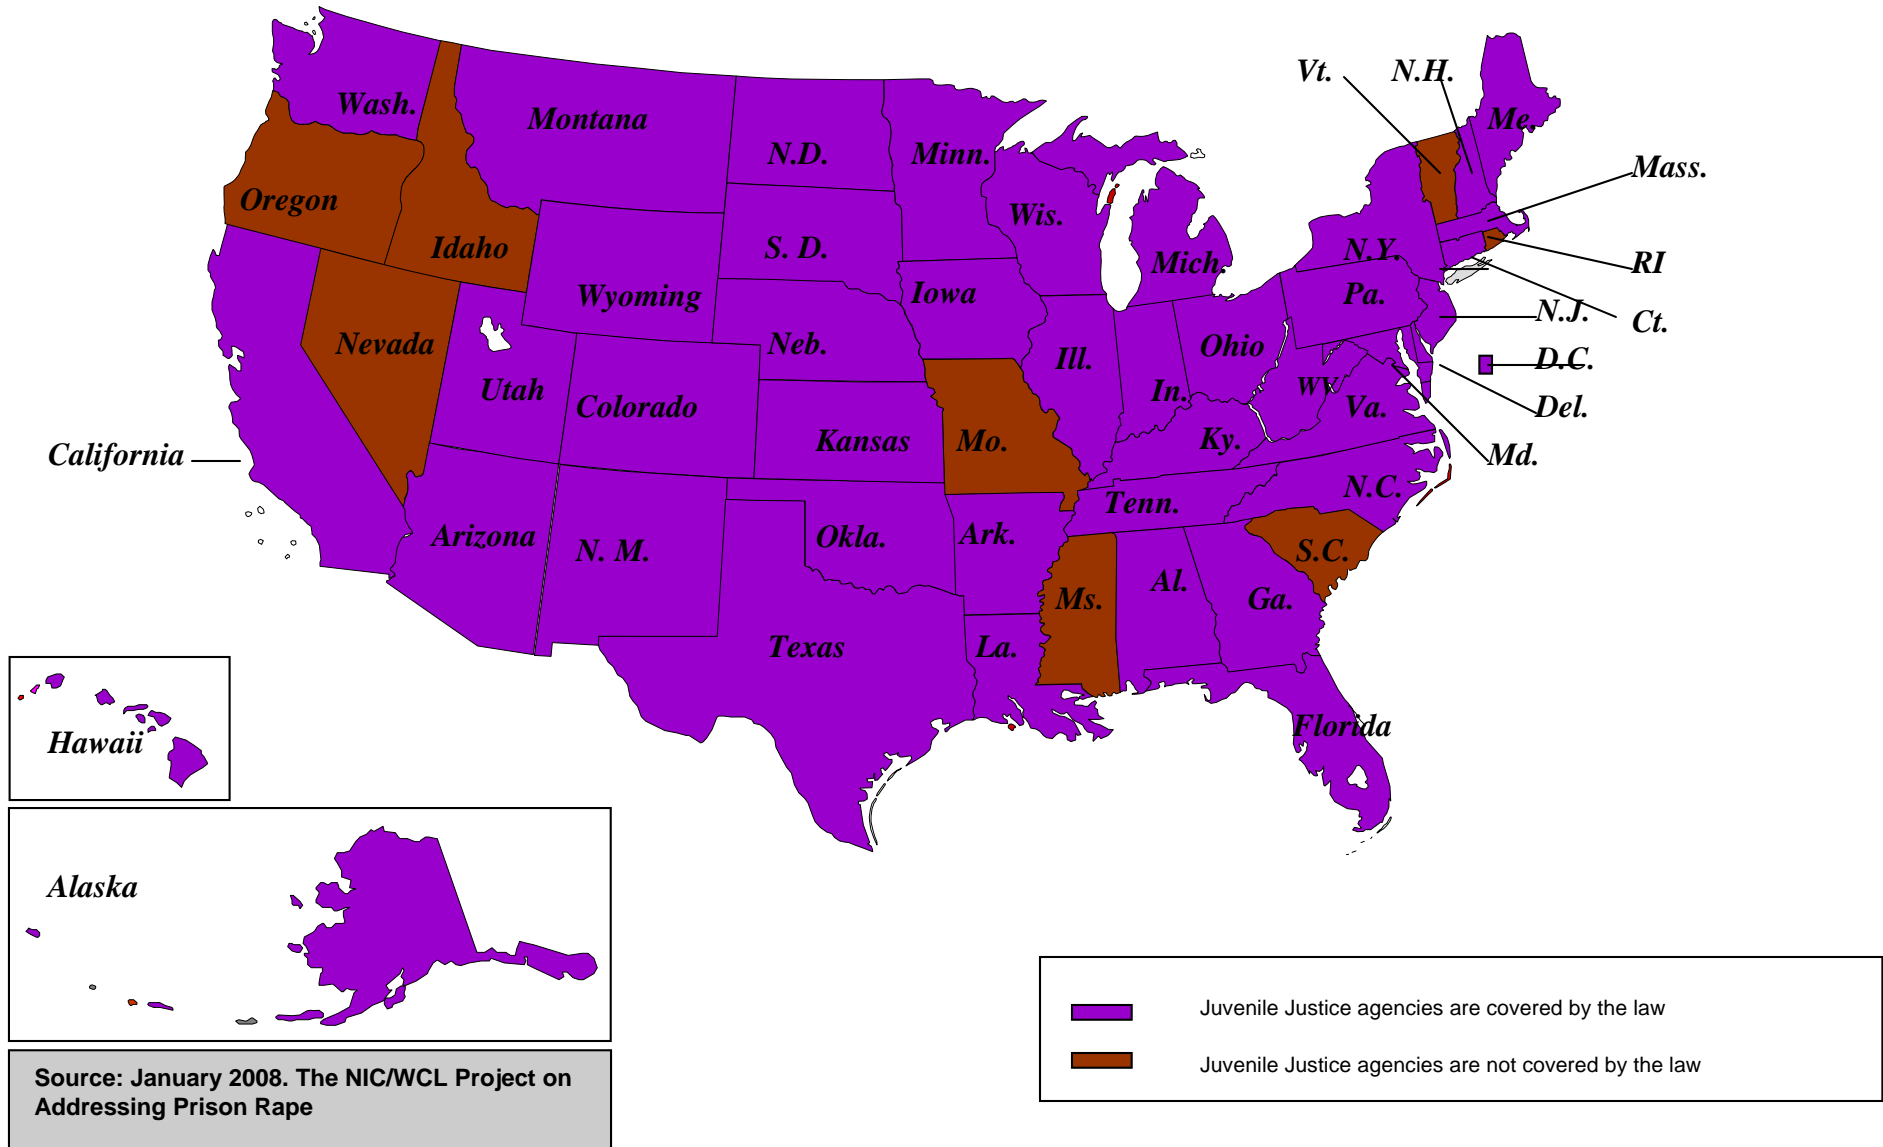 Vt.
N.H.
Wash.
Montana
Me.
N.D.
Minn.
Mass.
Oregon
Wis.
Idaho
S. D.
N.Y.
Mich.
RI
Wyoming
Iowa
Pa.
N.J.
Ct.
Nevada
Neb.
Ill.
Ohio
D.C.
Utah
Colorado
In.
WV
Va.
Del.
California
Kansas
Mo.
Ky.
Md.
N.C.
Tenn.
Arizona
N. M.
Okla.
Ark.
S.C.
Al.
Ms.
Ga.
Texas
La.
Florida
Hawaii
Alaska
Juvenile Justice agencies are covered by the law
Juvenile Justice agencies are not covered by the law
Source: January 2008. The NIC/WCL Project on
Addressing Prison Rape